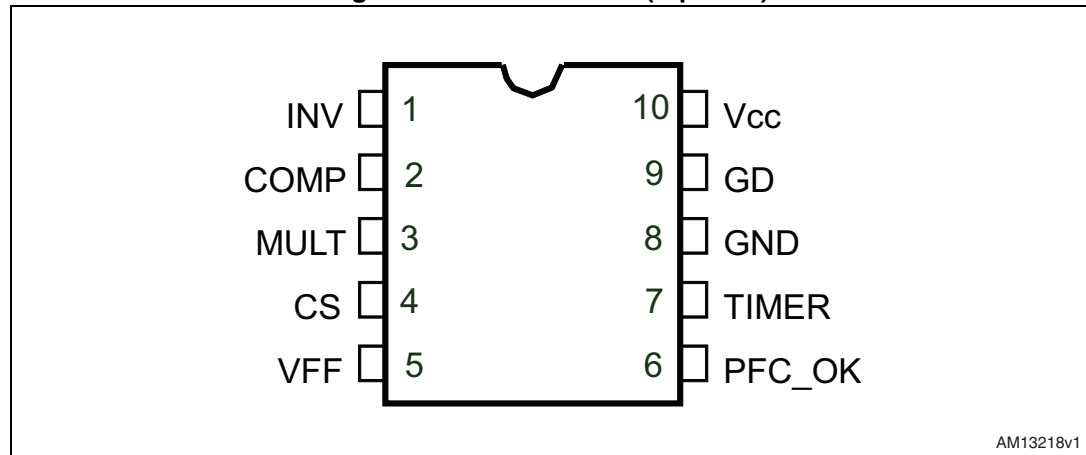 INV 1 10 Vcc
COMP 2 9 GD
MULT 3 8 GND
CS 4 7 TIMER
VFF 5 6 PFC_OK
AM13218v1